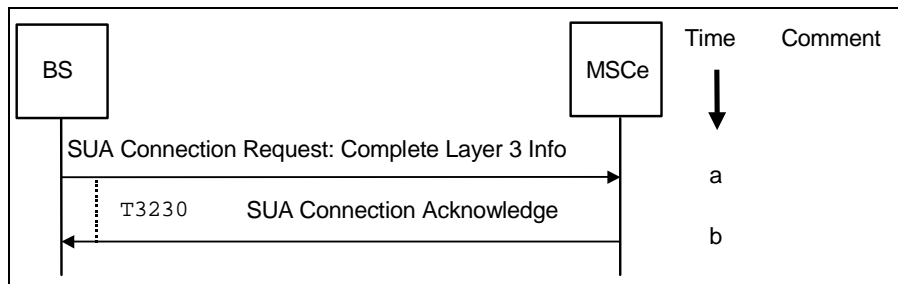 Time Comment
BS
MSCe
SUA Connection Request: Complete Layer 3 Info
a
T3230 SUA Connection Acknowledge
b